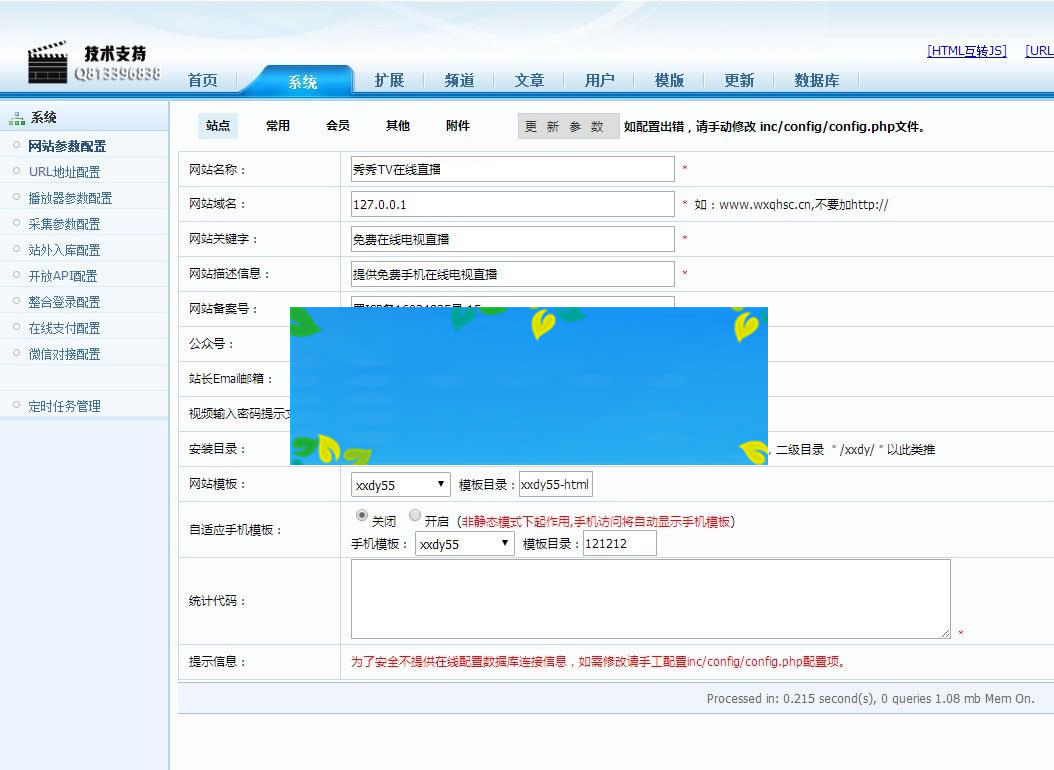 技术支持
Q813396838
[HTML互转JS] [URL
首页 系统 扩展 频道 文章 用户 模版 更新 数据库
系统
网站参数配置
URL地址配置
播放器参数配置
采集参数配置
站外入库配置
开放API配置
整合登录配置
在线支付配置
微信对接配置
定时任务管理
站点 常用 会员 其他 附件 更 新 参 数 如配置出错，请手动修改 inc/config/config.php文件。
网站名称： 秀秀TV在线直播 *
网站域名： 127.0.0.1 * 如：www.wxqhsc.cn,不要加http://
网站关键字： 免费在线电视直播 *
网站描述信息： 提供免费手机在线电视直播 *
网站备案号：
公众号：
站长Email邮箱：
视频输入密码提示
安装目录： ，二级目录 "/xxdy/ "以此类推
网站模板： xxdy55 模板目录： xxdy55-html
自适应手机模板： 关闭 开启 (非静态模式下起作用,手机访问将自动显示手机模板)
手机模板： xxdy55 模板目录： 121212
统计代码： *
提示信息： 为了安全不提供在线配置数据库连接信息，如需修改请手工配置inc/config/config.php配置项。
Processed in: 0.215 second(s), 0 queries 1.08 mb Mem On.